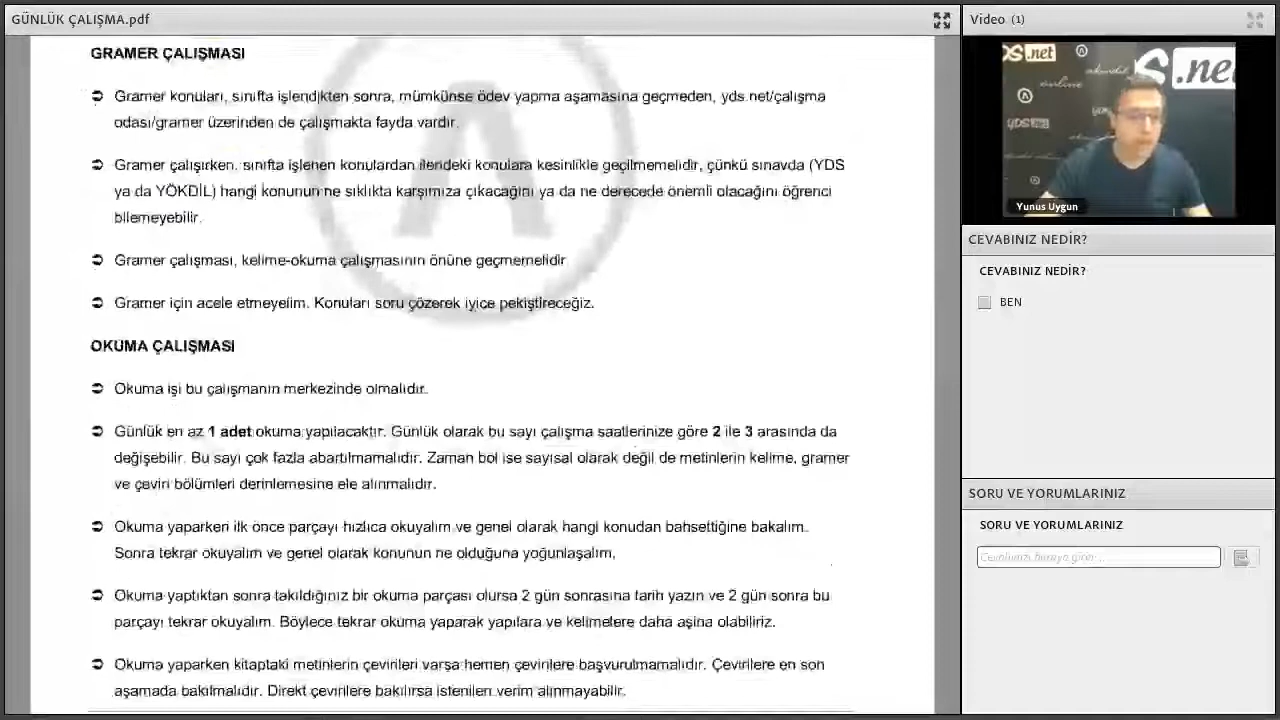 GÜNLÜK ÇALIŞMA.pdf
GRAMER ÇALIŞMASI
Gramer konuları, sınıfta işlendikten sonra, mümkünse ödev yapma aşamasına geçmeden, yds.net/çalışma
odası/gramer üzerinden de çalışmakta fayda vardır.
Gramer çalışırken, sınıfta işlenen konulardan ilerideki konulara kesinlikle geçilmemelidir, çünkü sınavda (YDS
ya da YÖKDİL) hangi konunun ne sıklıkta karşımıza çıkacağını ya da ne derecede önemli olacağını öğrenci
bilemeyebilir.
Gramer çalışması, kelime-okuma çalışmasının önüne geçmemelidir
Gramer için acele etmeyelim. Konuları soru çözerek iyice pekiştireceğiz.
OKUMA ÇALIŞMASI
Okuma işi bu çalışmanın merkezinde olmalıdır.
Günlük en az 1 adet okuma yapılacaktır. Günlük olarak bu sayı çalışma saatlerinize göre 2 ile 3 arasında da
değişebilir. Bu sayı çok fazla abartılmamalıdır. Zaman bol ise sayısal olarak değil de metinlerin kelime, gramer
ve çeviri bölümleri derinlemesine ele alınmalıdır.
Okuma yaparken ilk önce parçayı hızlıca okuyalım ve genel olarak hangi konudan bahsettiğine bakalım.
Sonra tekrar okuyalım ve genel olarak konunun ne olduğuna yoğunlaşalım.
Okuma yaptıktan sonra takıldığınız bir okuma parçası olursa 2 gün sonrasına tarih yazın ve 2 gün sonra bu
parçayı tekrar okuyalım. Böylece tekrar okuma yaparak yapılara ve kelimelere daha aşina olabiliriz.
Okuma yaparken kitaptaki metinlerin çevirileri varsa hemen çevirilere başvurulmamalıdır. Çevirilere en son
aşamada bakılmalıdır. Direkt çevirilere bakılırsa istenilen verim alınmayabilir.
Video (1)
DS.net
S.net
online
YDS
Yunus Uygun
CEVABINIZ NEDİR?
CEVABINIZ NEDİR?
BEN
SORU VE YORUMLARINIZ
SORU VE YORUMLARINIZ
Cevabınızı buraya girin...